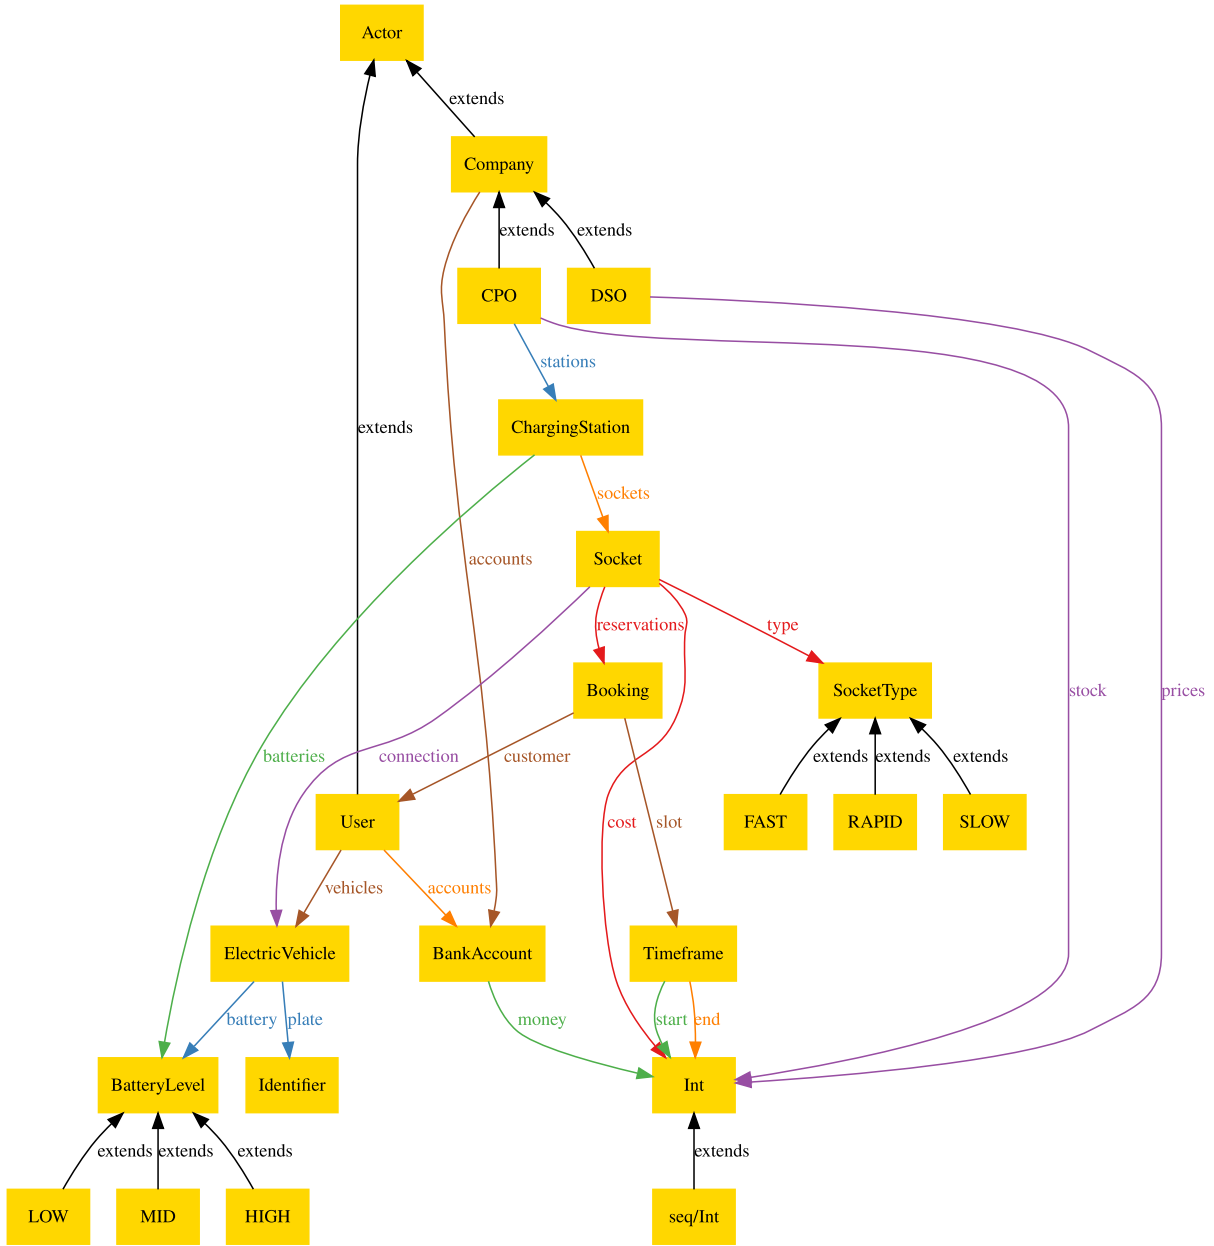 Actor
extends
Company
extends
extends
CPO
DSO
stations
ChargingStation
extends
sockets
accounts
Socket
reservations
type
Booking
SocketType
stock
prices
batteries
connection
customer
extends
extends
extends
User
cost
slot
FAST
RAPID
SLOW
vehicles
accounts
ElectricVehicle
BankAccount
Timeframe
battery
plate
money
start
end
BatteryLevel
Identifier
Int
extends
extends
extends
extends
LOW
MID
HIGH
seq/Int